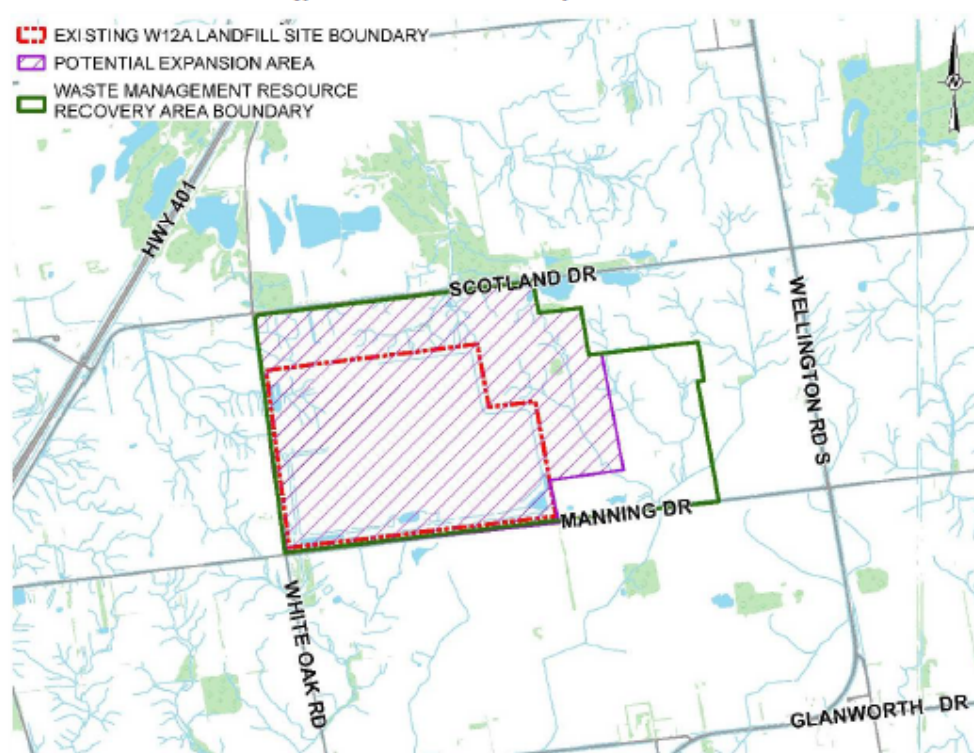 EXISTING W12A LANDFILL SITE BOUNDARY
POTENTIAL EXPANSION AREA
WASTE MANAGEMENT RESOURCE
RECOVERY AREA BOUNDARY
N
HWY 401
SCOTLAND DR
WELLINGTON RD S
MANNING DR
WHITE OAK RD
GLANWORTH DR